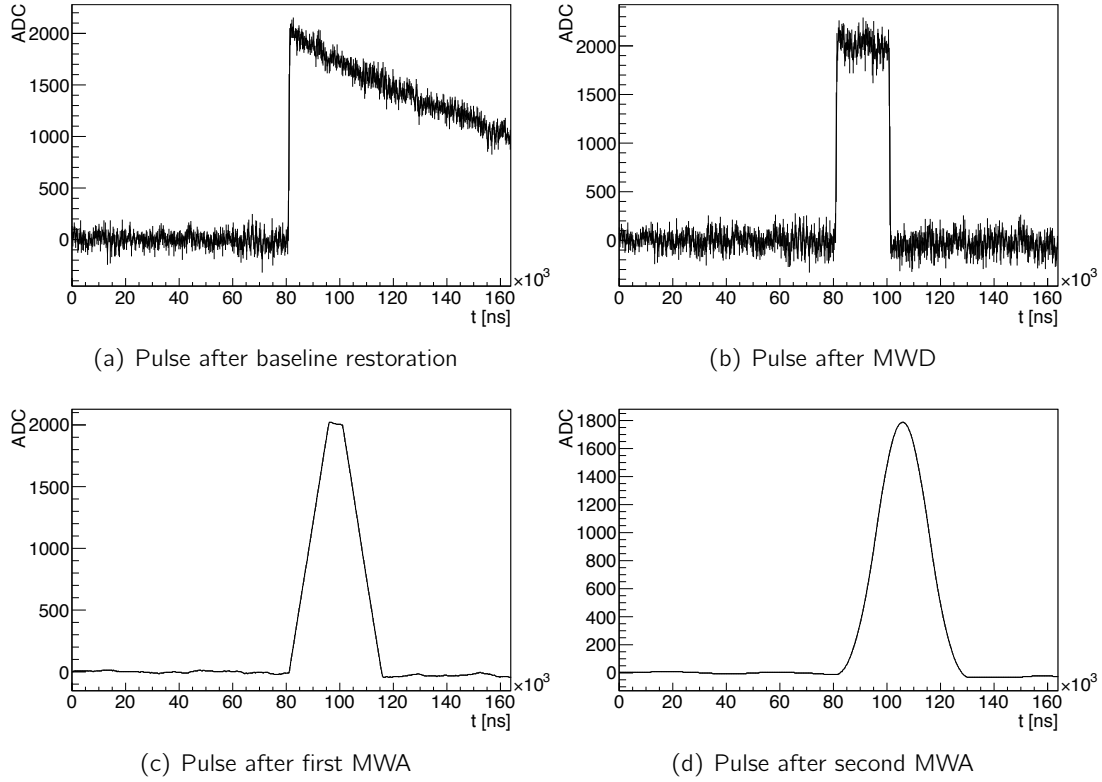 ADC
2000
1500
1000
500
0
0 20 40 60 80 100 120 140 160
×10³
t [ns]
(a) Pulse after baseline restoration
ADC
2000
1500
1000
500
0
0 20 40 60 80 100 120 140 160
×10³
t [ns]
(b) Pulse after MWD
ADC
2000
1500
1000
500
0
0 20 40 60 80 100 120 140 160
×10³
t [ns]
(c) Pulse after first MWA
ADC
1800
1600
1400
1200
1000
800
600
400
200
0
0 20 40 60 80 100 120 140 160
×10³
t [ns]
(d) Pulse after second MWA